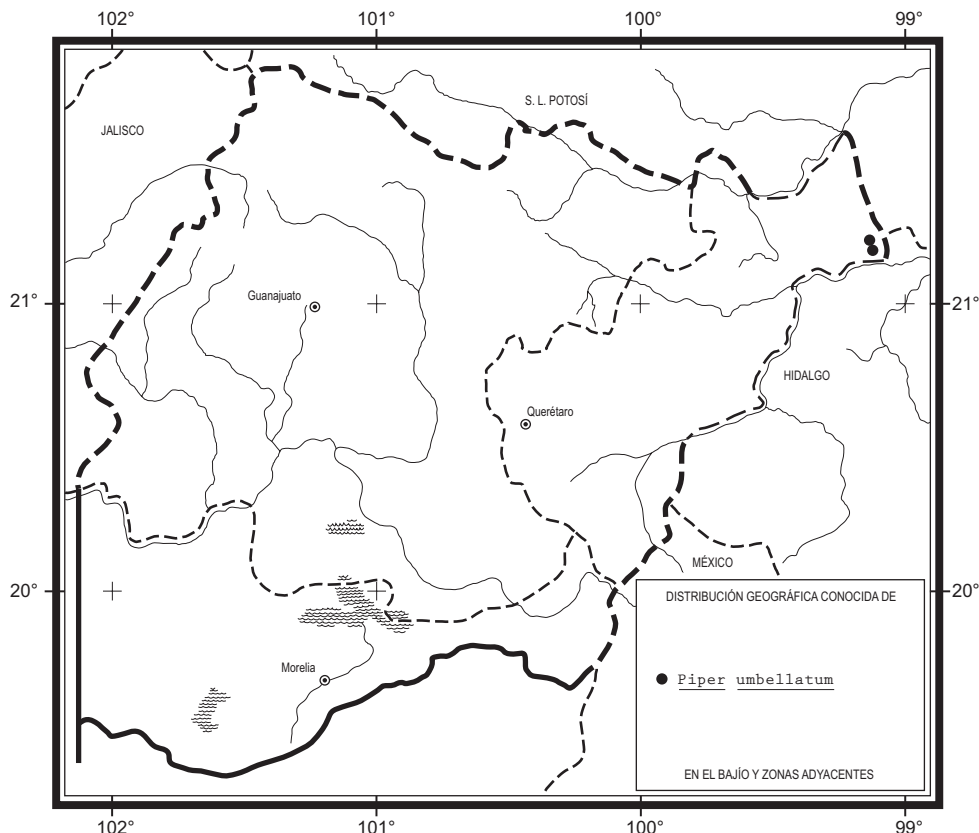 102° 101° 100° 99°
S. L. POTOSÍ
JALISCO
Guanajuato
21° 21°
HIDALGO
Querétaro
MÉXICO
20° 20°
DISTRIBUCIÓN GEOGRÁFICA CONOCIDA DE
Morelia
Piper umbellatum
EN EL BAJÍO Y ZONAS ADYACENTES
102° 101° 100° 99°